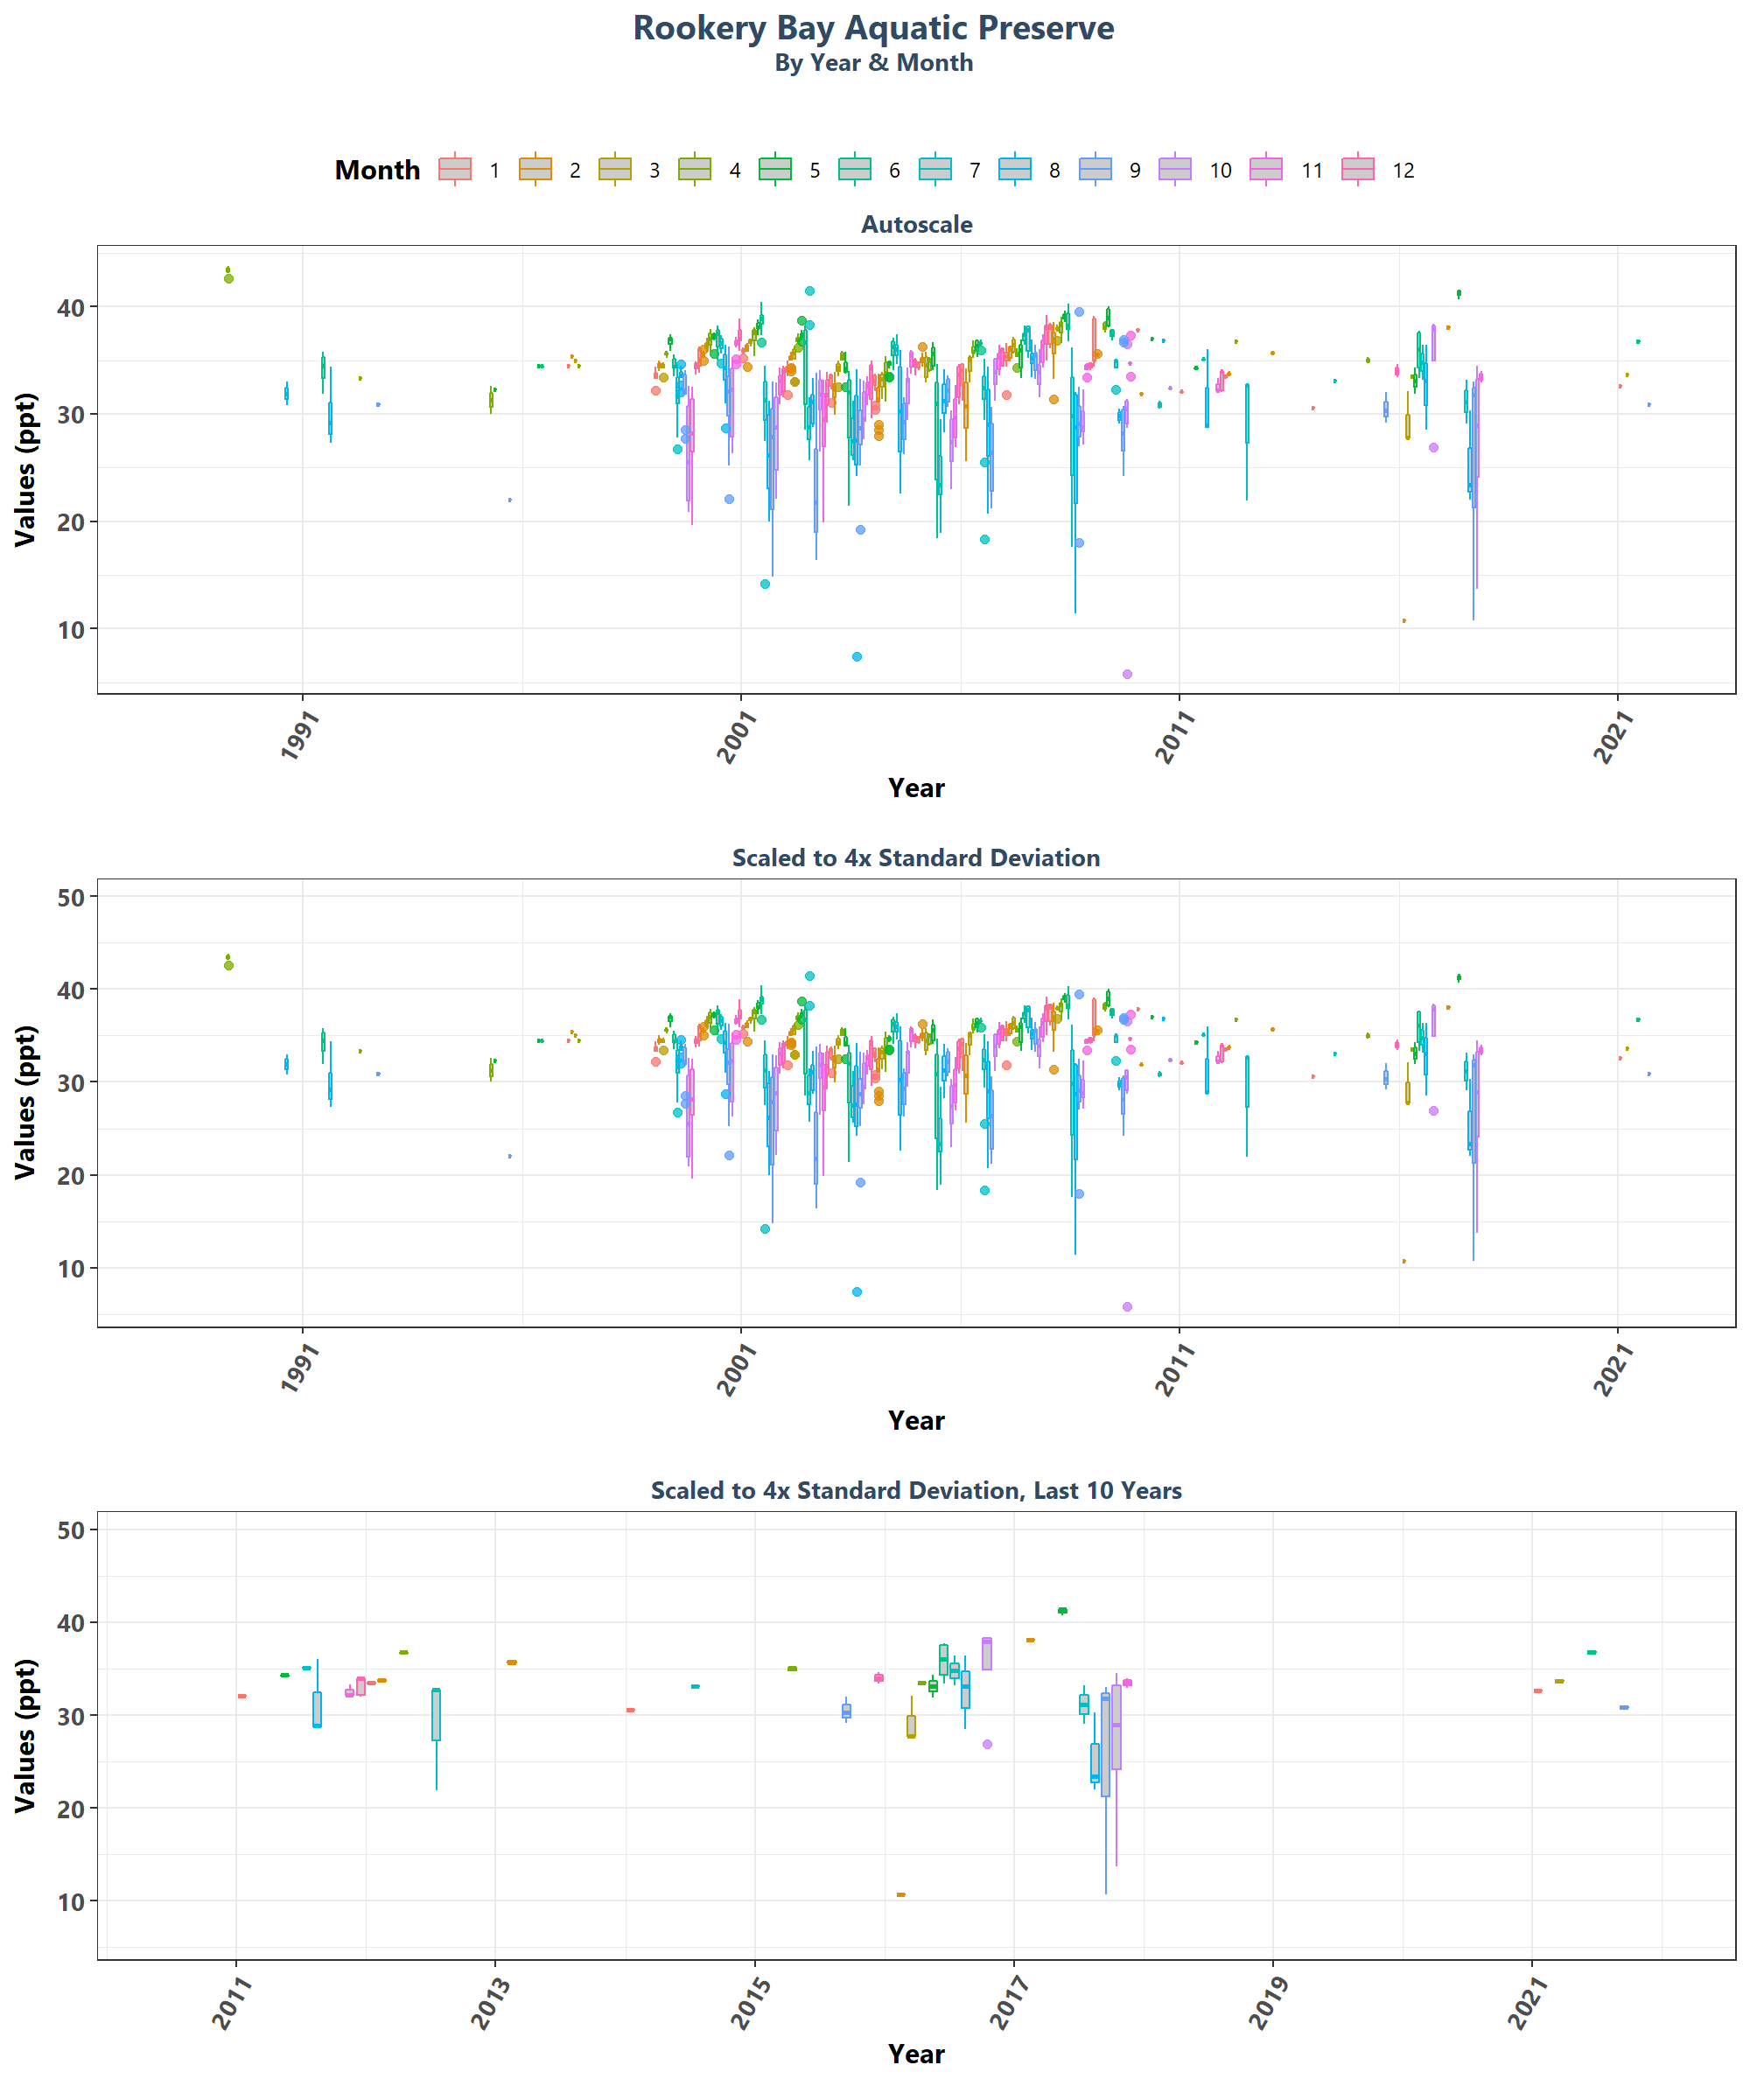 Rookery Bay Aquatic Preserve
By Year & Month
Month 1 2 3 4 5 6 7 8 9 10 11 12
Autoscale
Values (ppt)
40
30
20
10
1991 2001 2011 2021
Year
Scaled to 4x Standard Deviation
Values (ppt)
50
40
30
20
10
1991 2001 2011 2021
Year
Scaled to 4x Standard Deviation, Last 10 Years
Values (ppt)
50
40
30
20
10
2011 2013 2015 2017 2019 2021
Year